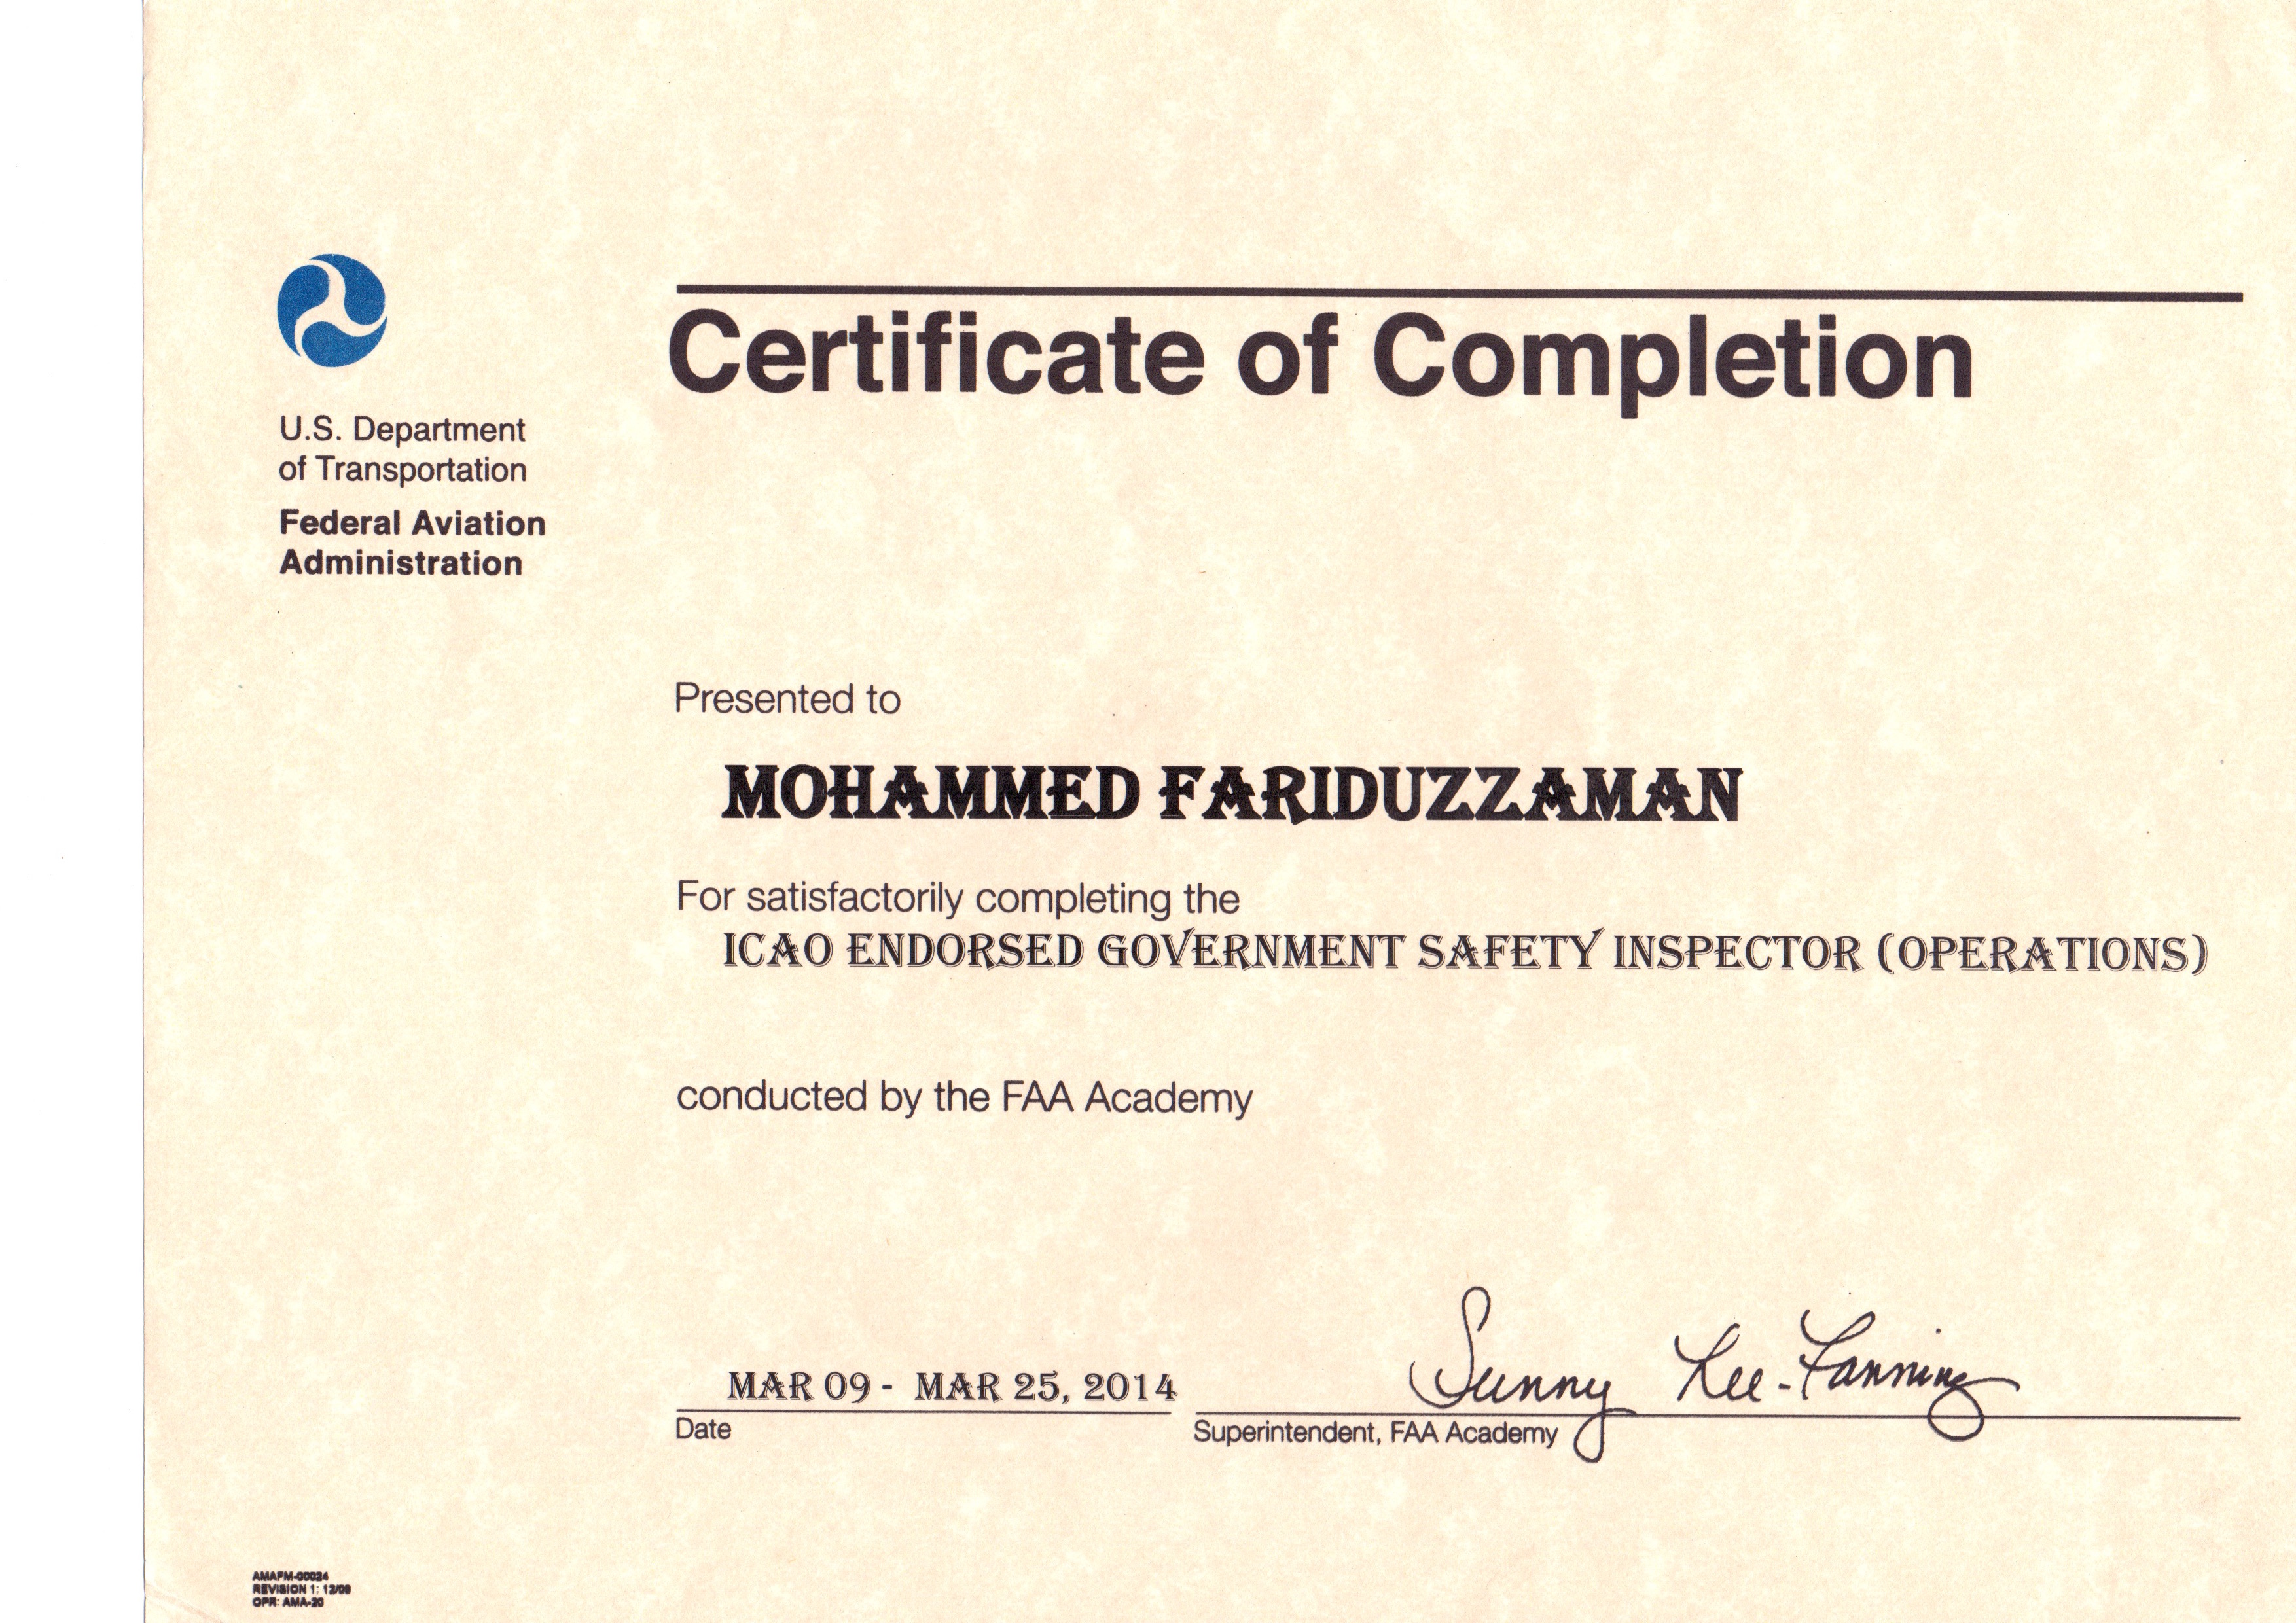 Certificate of Completion
U.S. Department
of Transportation
Federal Aviation
Administration
Presented to
MOHAMMED FARIDUZZAMAN
For satisfactorily completing the
ICAO ENDORSED GOVERNMENT SAFETY INSPECTOR (OPERATIONS)
conducted by the FAA Academy
MAR 09 - MAR 25, 2014
Date
Sunny Lee-Fanning
Superintendent, FAA Academy
AMAFM-00024
REVISION 1: 12/09
OPR: AMA-20